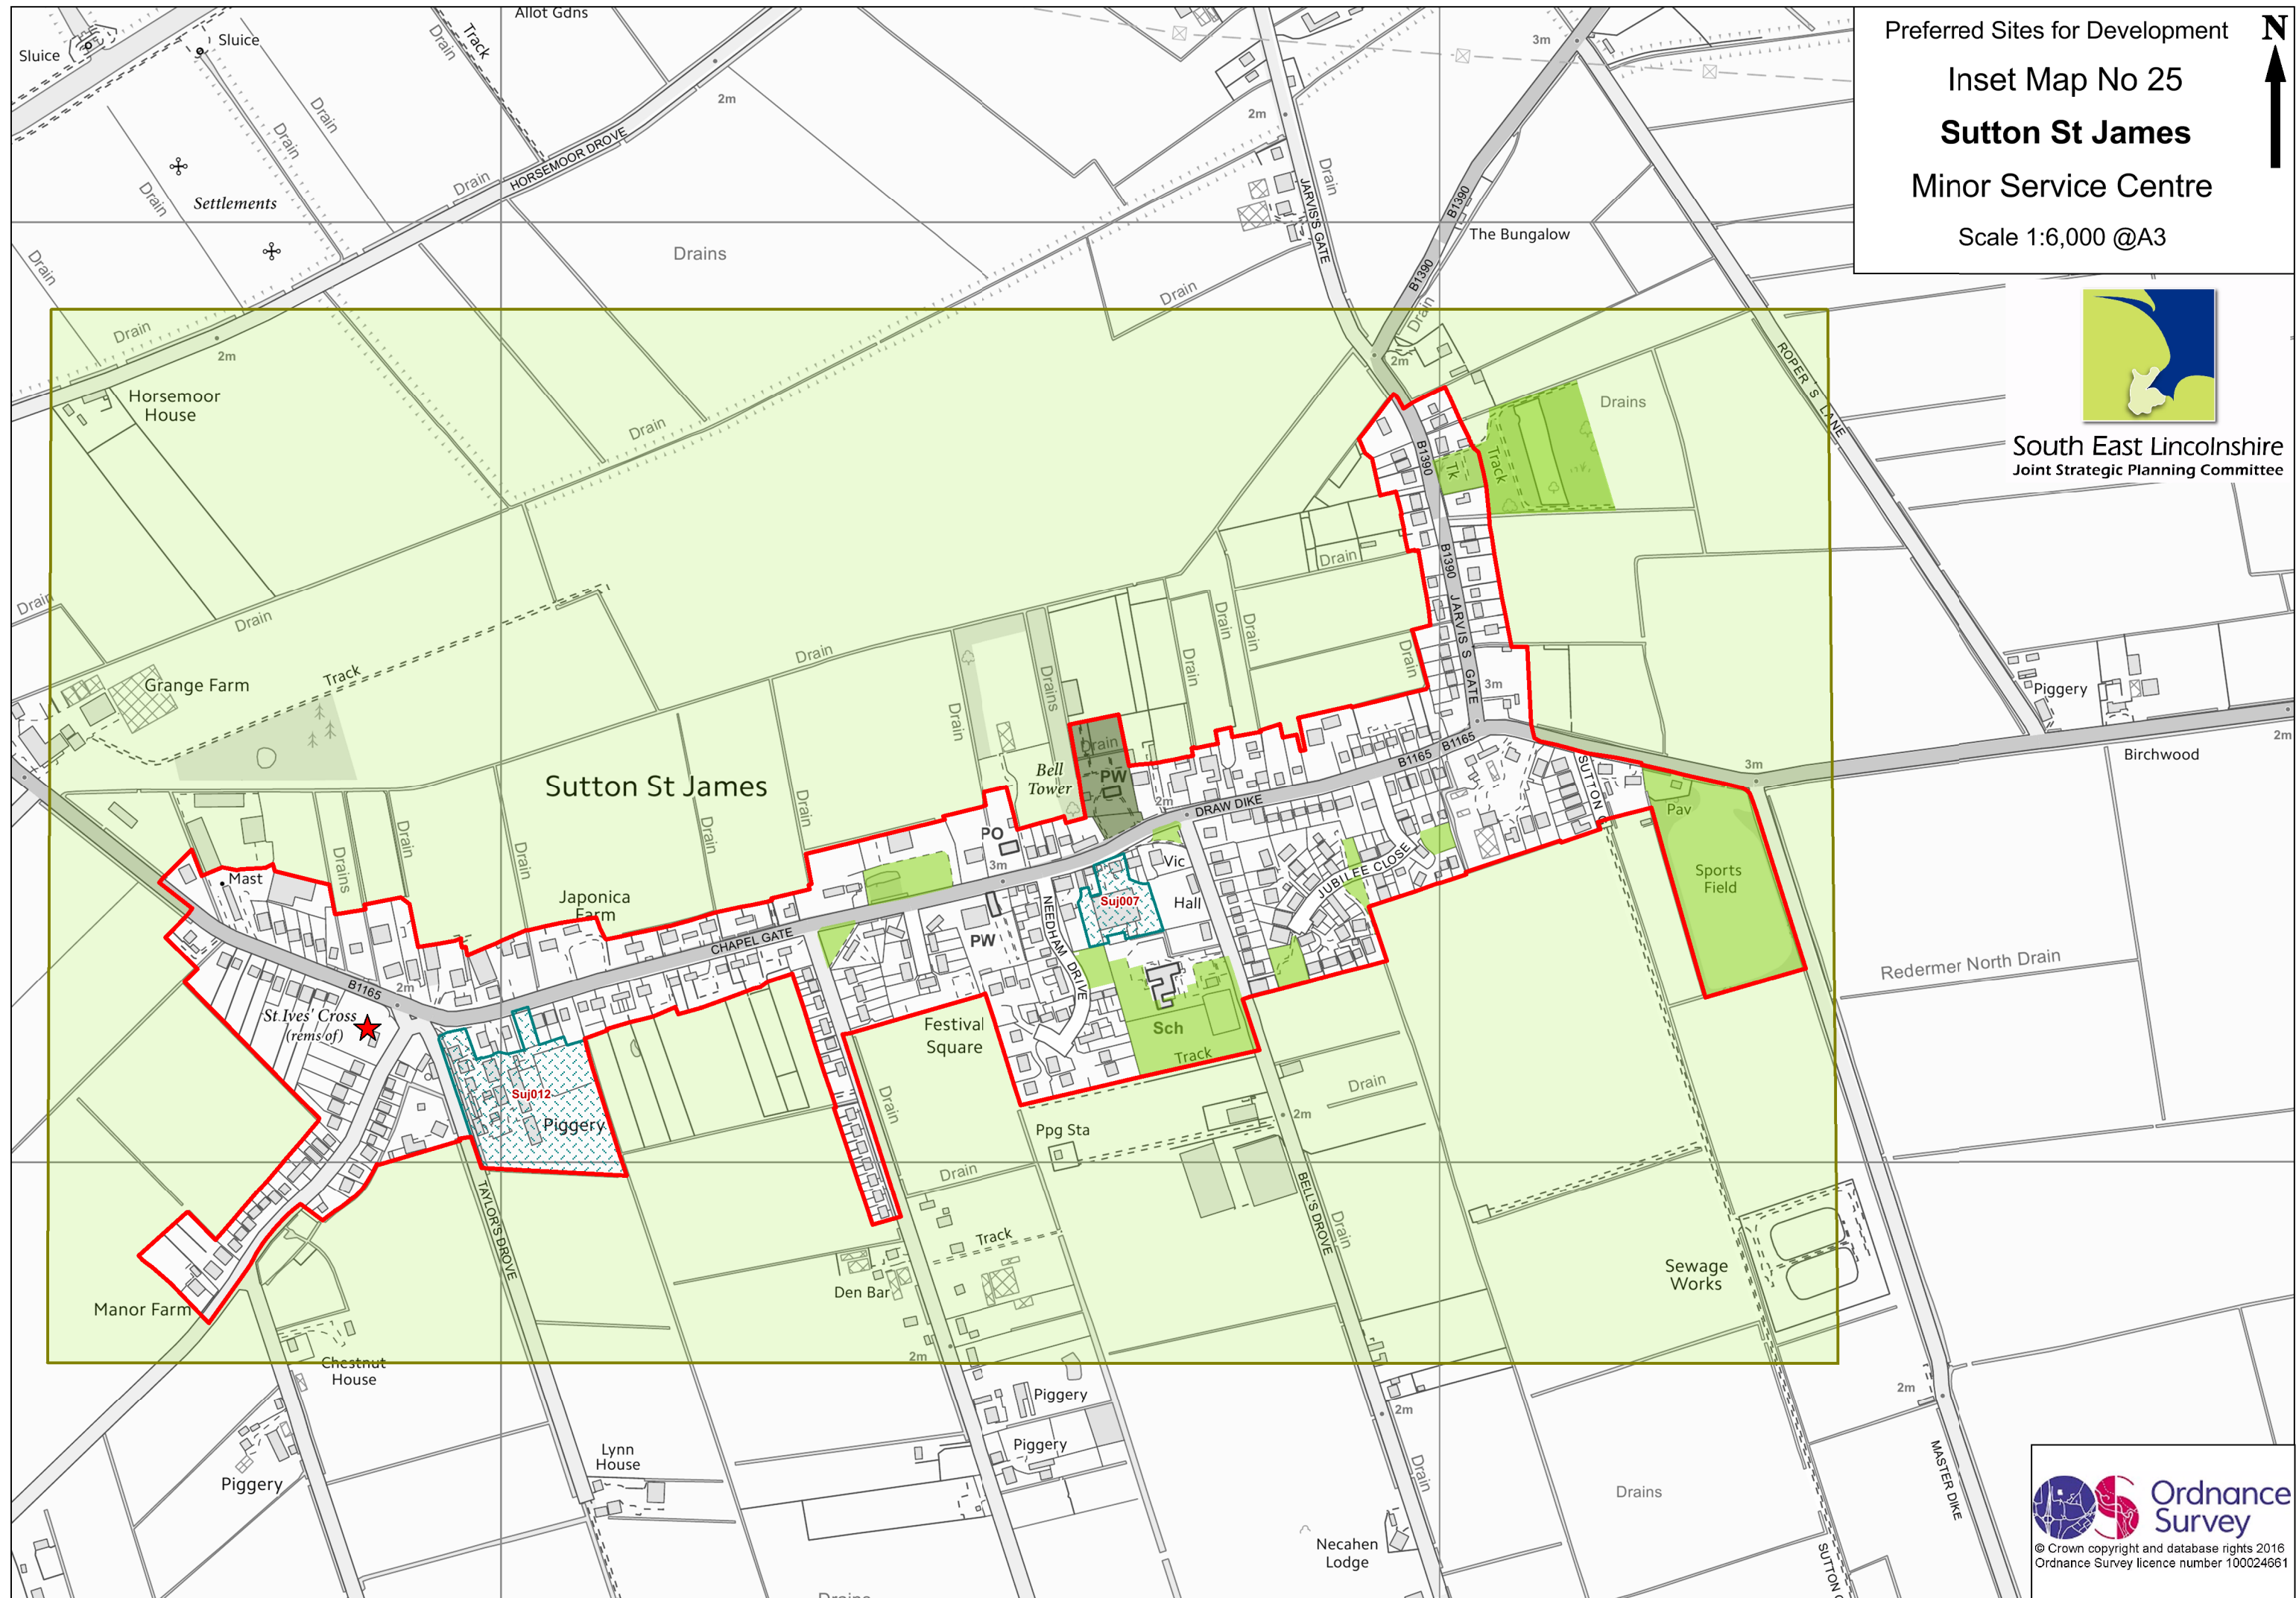 Preferred Sites for Development
Inset Map No 25
Sutton St James
Minor Service Centre
Scale 1:6,000 @A3
N
South East Lincolnshire
Joint Strategic Planning Committee
Allot Gdns
Sluice
Sluice
Drain
Track
Drain
Drain
Drain
Settlements
Drain
Drain
HORSEMOOR DROVE
2m
Drains
2m
3m
JARVIS'S GATE
Drain
B1390
The Bungalow
B1390
Drain
Drain
2m
ROPER'S LANE
Drain
2m
Horsemoor
House
Drain
Drains
B1390
Tk
Track
B1390
JARVIS'S GATE
Drain
Drain
Drain
Drain
Drain
Drain
Drain
Drain
Drains
Drain
Track
Grange Farm
3m
Piggery
2m
Birchwood
Sutton St James
Bell
Tower
Drain
PW
2m
DRAW DIKE
B1165
B1165
SUTTON G
3m
Pav
Sports
Field
Drain
Drain
Drain
Drains
Drain
PO
3m
Vic
Hall
JUBILEE CLOSE
Mast
Japonica
Farm
CHAPEL GATE
PW
NEEDHAM DRIVE
Suj007
Redermer North Drain
B1165
2m
St Ives' Cross
(rems of)
Festival
Square
Sch
Track
Suj012
Piggery
Drain
Drain
2m
Ppg Sta
Drain
TAYLOR'S DROVE
BELL'S DROVE
Drain
Track
Den Bar
Sewage
Works
Manor Farm
Chestnut
House
2m
Piggery
2m
2m
Piggery
Lynn
House
Piggery
Drain
MASTER DIKE
Drains
Necahen
Lodge
SUTTON G
Drains
Ordnance
Survey
© Crown copyright and database rights 2016
Ordnance Survey licence number 100024661